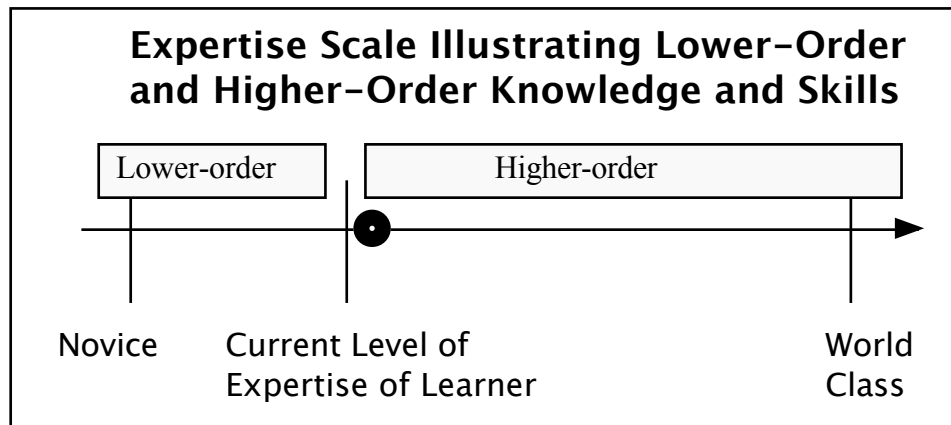 Expertise Scale Illustrating Lower-Order
and Higher-Order Knowledge and Skills
Lower-order
Higher-order
Novice
Current Level of
Expertise of Learner
World
Class